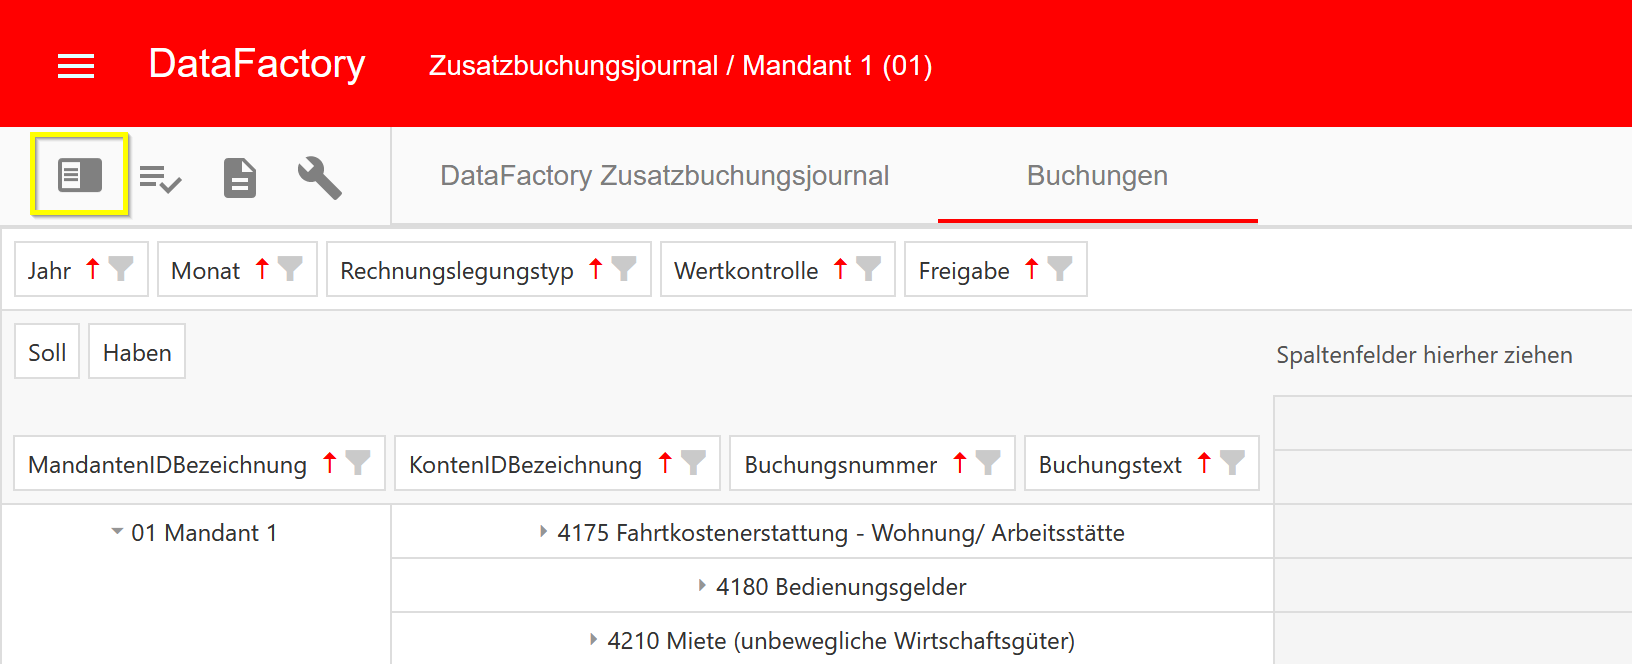 DataFactory Zusatzbuchungsjournal / Mandant 1 (01)
DataFactory Zusatzbuchungsjournal Buchungen
Jahr Monat Rechnungslegungstyp Wertkontrolle Freigabe
Soll Haben Spaltenfelder hierher ziehen
MandantenIDBezeichnung KontenIDBezeichnung Buchungsnummer Buchungstext
01 Mandant 1 4175 Fahrtkostenerstattung - Wohnung/ Arbeitsstätte
4180 Bedienungsgelder
4210 Miete (unbewegliche Wirtschaftsgüter)